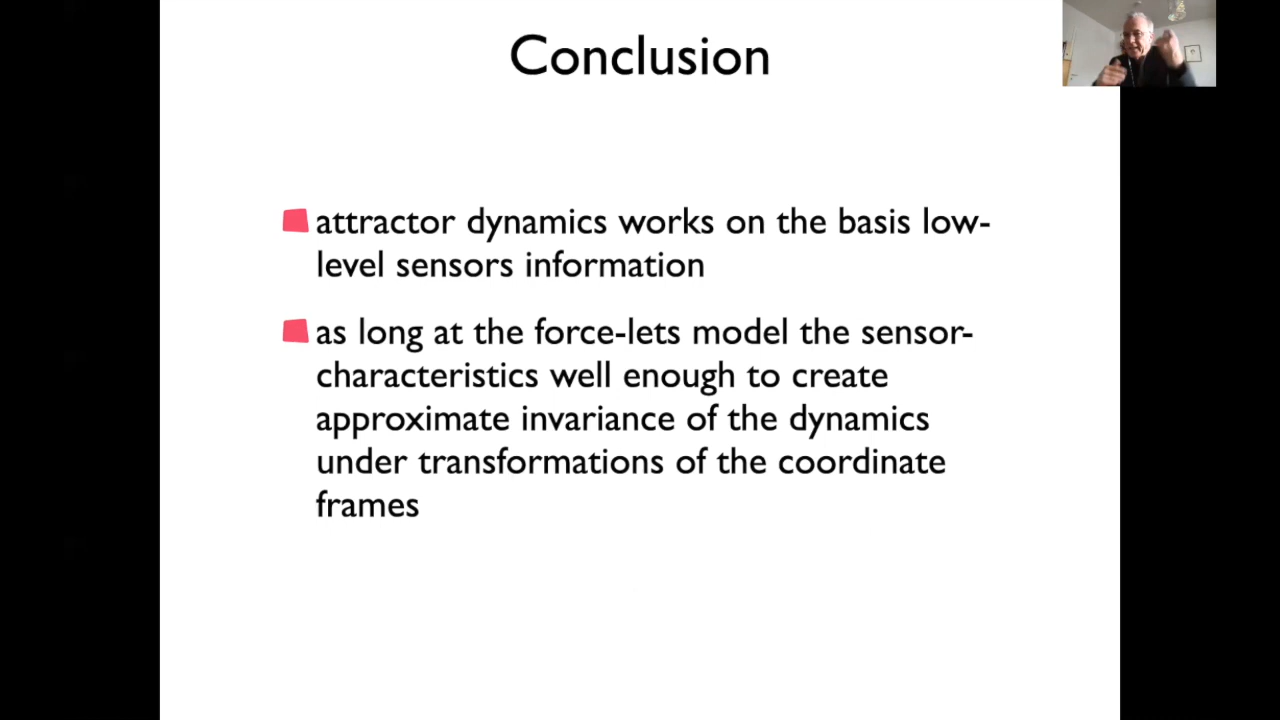 Conclusion
attractor dynamics works on the basis low-
level sensors information
as long at the force-lets model the sensor-
characteristics well enough to create
approximate invariance of the dynamics
under transformations of the coordinate
frames